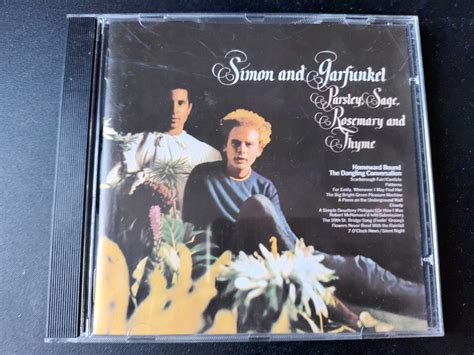 Simon and Garfunkel
Parsley, Sage,
Rosemary and
Thyme
Homeward Bound
The Dangling Conversation
Scarborough Fair/Canticle
Patterns
For Emily, Whenever I May Find Her
The Big Bright Green Pleasure Machine
A Poem on the Underground Wall
Cloudy
A Simple Desultory Philippic (Or How I Was
Robert McNamara'd Into Submission)
The 59th St. Bridge Song (Feelin' Groovy)
Flowers Never Bend With the Rainfall
7 O'Clock News / Silent Night